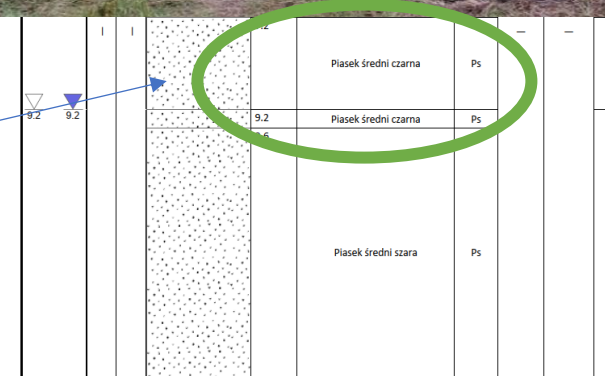 Piasek średni czarna Ps
9.2 9.2 9.2 Piasek średni czarna Ps
Piasek średni szara Ps